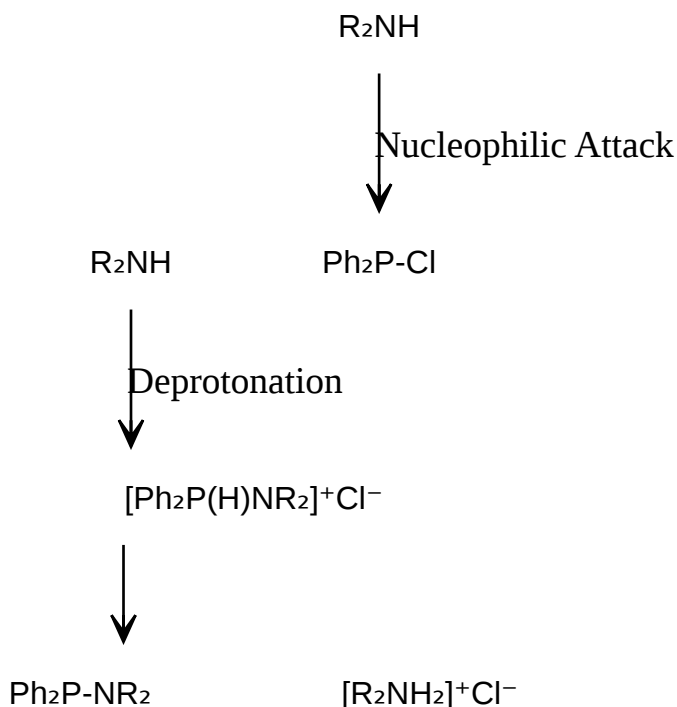 R₂NH
Nucleophilic Attack
R₂NH
Ph₂P-Cl
Deprotonation
[Ph₂P(H)NR₂]⁺Cl⁻
Ph₂P-NR₂
[R₂NH₂]⁺Cl⁻